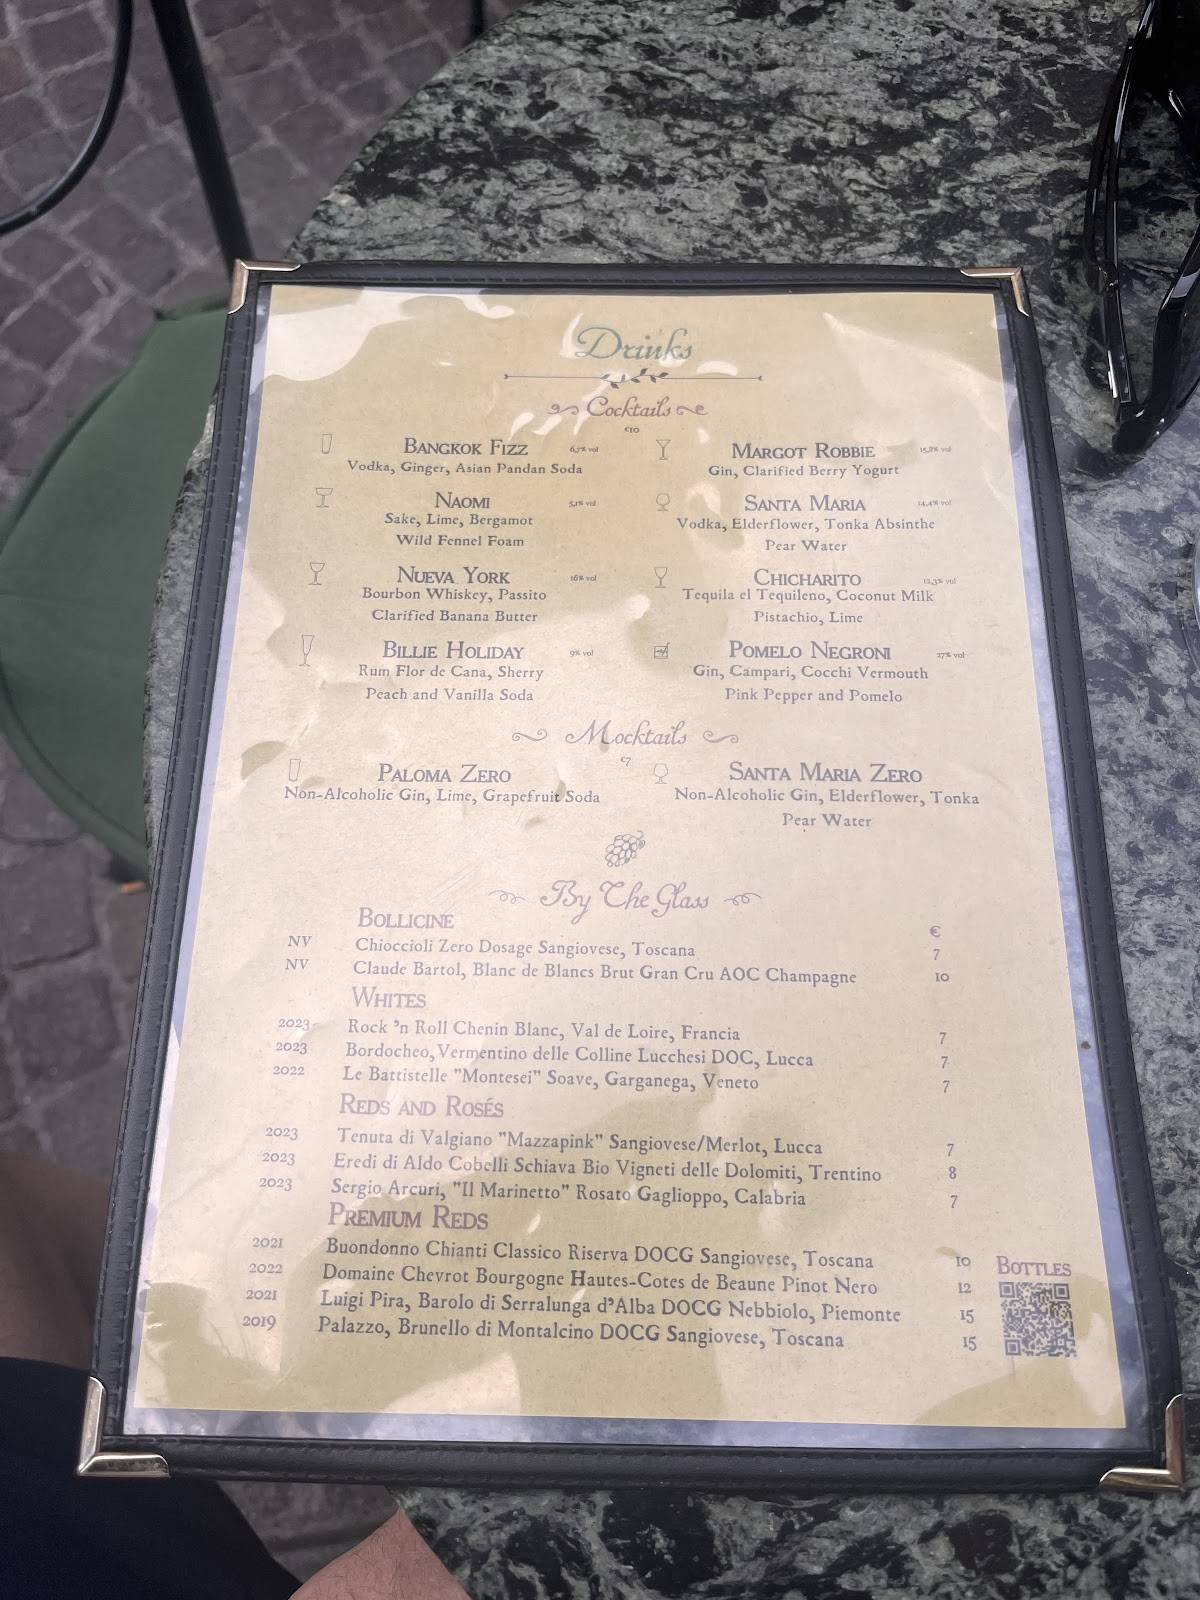 Drinks
Cocktails
€10
Bangkok Fizz 6,7% vol
Vodka, Ginger, Asian Pandan Soda
Margot Robbie 15,8% vol
Gin, Clarified Berry Yogurt
Naomi 5,1% vol
Sake, Lime, Bergamot
Wild Fennel Foam
Santa Maria 14,4% vol
Vodka, Elderflower, Tonka Absinthe
Pear Water
Nueva York 16% vol
Bourbon Whiskey, Passito
Clarified Banana Butter
Chicharito 12,3% vol
Tequila el Tequileno, Coconut Milk
Pistachio, Lime
Billie Holiday 9% vol
Rum Flor de Cana, Sherry
Peach and Vanilla Soda
Pomelo Negroni 27% vol
Gin, Campari, Cocchi Vermouth
Pink Pepper and Pomelo
Mocktails
€7
Paloma Zero
Non-Alcoholic Gin, Lime, Grapefruit Soda
Santa Maria Zero
Non-Alcoholic Gin, Elderflower, Tonka
Pear Water
By The Glass
Bollicine €
NV Chioccioli Zero Dosage Sangiovese, Toscana 7
NV Claude Bartol, Blanc de Blancs Brut Gran Cru AOC Champagne 10
Whites
2023 Rock 'n Roll Chenin Blanc, Val de Loire, Francia 7
2023 Bordocheo, Vermentino delle Colline Lucchesi DOC, Lucca 7
2022 Le Battistelle "Montesei" Soave, Garganega, Veneto 7
Reds and Rosés
2023 Tenuta di Valgiano "Mazzapink" Sangiovese/Merlot, Lucca 7
2023 Eredi di Aldo Cobelli Schiava Bio Vigneti delle Dolomiti, Trentino 8
2023 Sergio Arcuri, "Il Marinetto" Rosato Gaglioppo, Calabria 7
Premium Reds
2021 Buondonno Chianti Classico Riserva DOCG Sangiovese, Toscana 10
2022 Domaine Chevrot Bourgogne Hautes-Cotes de Beaune Pinot Nero 12
2021 Luigi Pira, Barolo di Serralunga d'Alba DOCG Nebbiolo, Piemonte 15
2019 Palazzo, Brunello di Montalcino DOCG Sangiovese, Toscana 15
Bottles